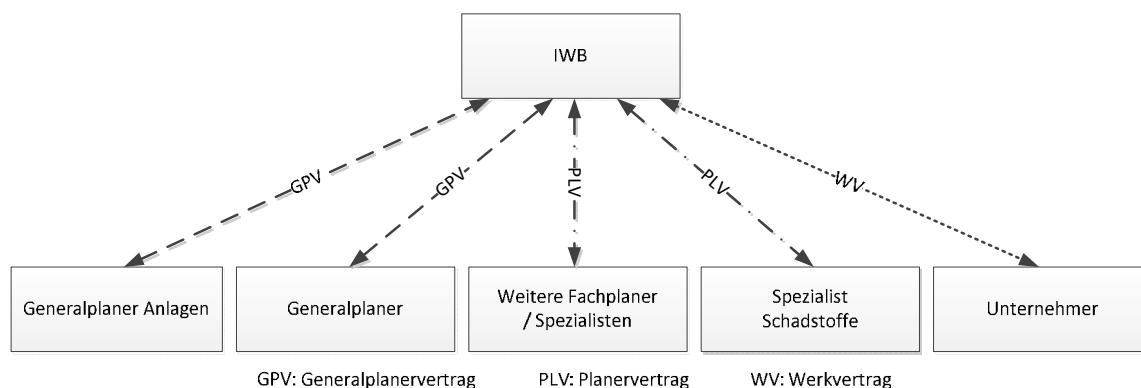 IWB
GPV
GPV
PLV
PLV
WV
Generalplaner Anlagen
Generalplaner
Weitere Fachplaner
/ Spezialisten
Spezialist
Schadstoffe
Unternehmer
GPV: Generalplanervertrag PLV: Planervertrag WV: Werkvertrag